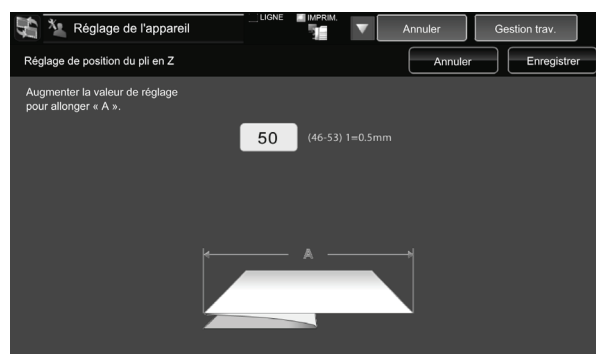 Réglage de l'appareil
LIGNE
IMPRIM.
Annuler
Gestion trav.
Réglage de position du pli en Z
Annuler
Enregistrer
Augmenter la valeur de réglage
pour allonger « A ».
50
(46-53) 1=0.5mm
A